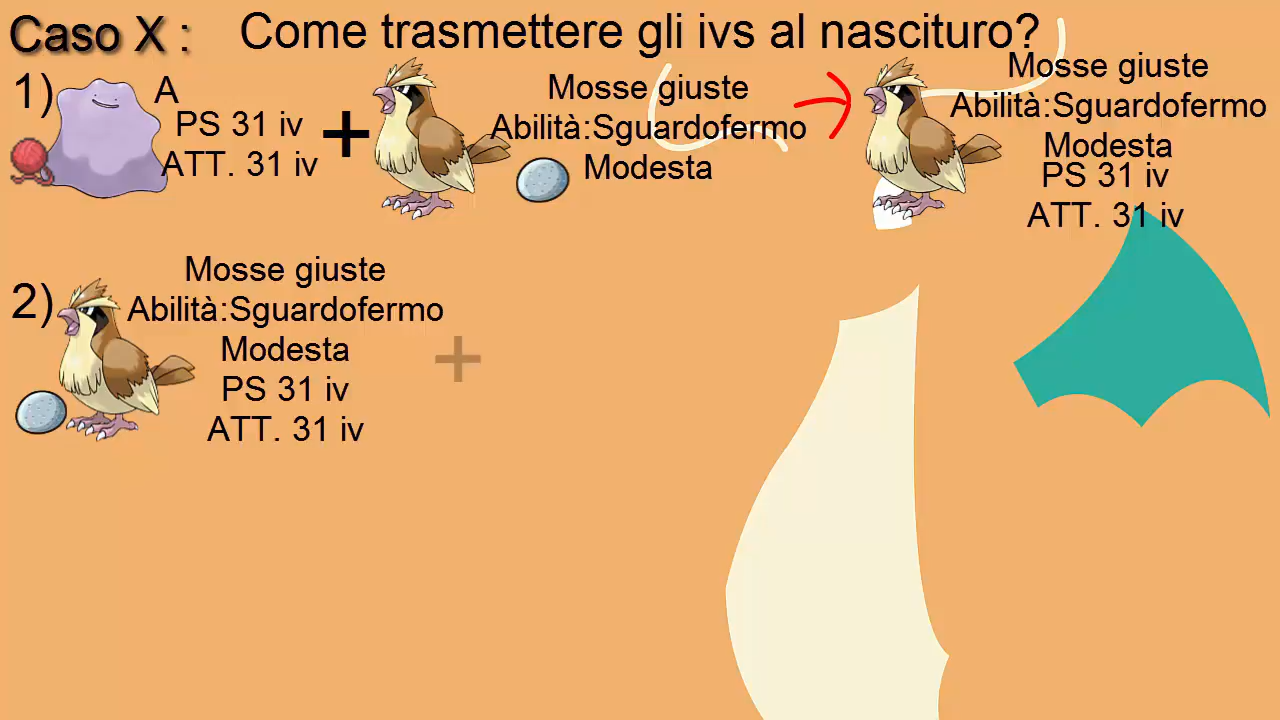 Caso X :
Come trasmettere gli ivs al nascituro?
1)
A
PS 31 iv
ATT. 31 iv
+
Mosse giuste
Abilità:Sguardofermo
Modesta
Mosse giuste
Abilità:Sguardofermo
Modesta
PS 31 iv
ATT. 31 iv
2)
Mosse giuste
Abilità:Sguardofermo
Modesta
PS 31 iv
ATT. 31 iv
+